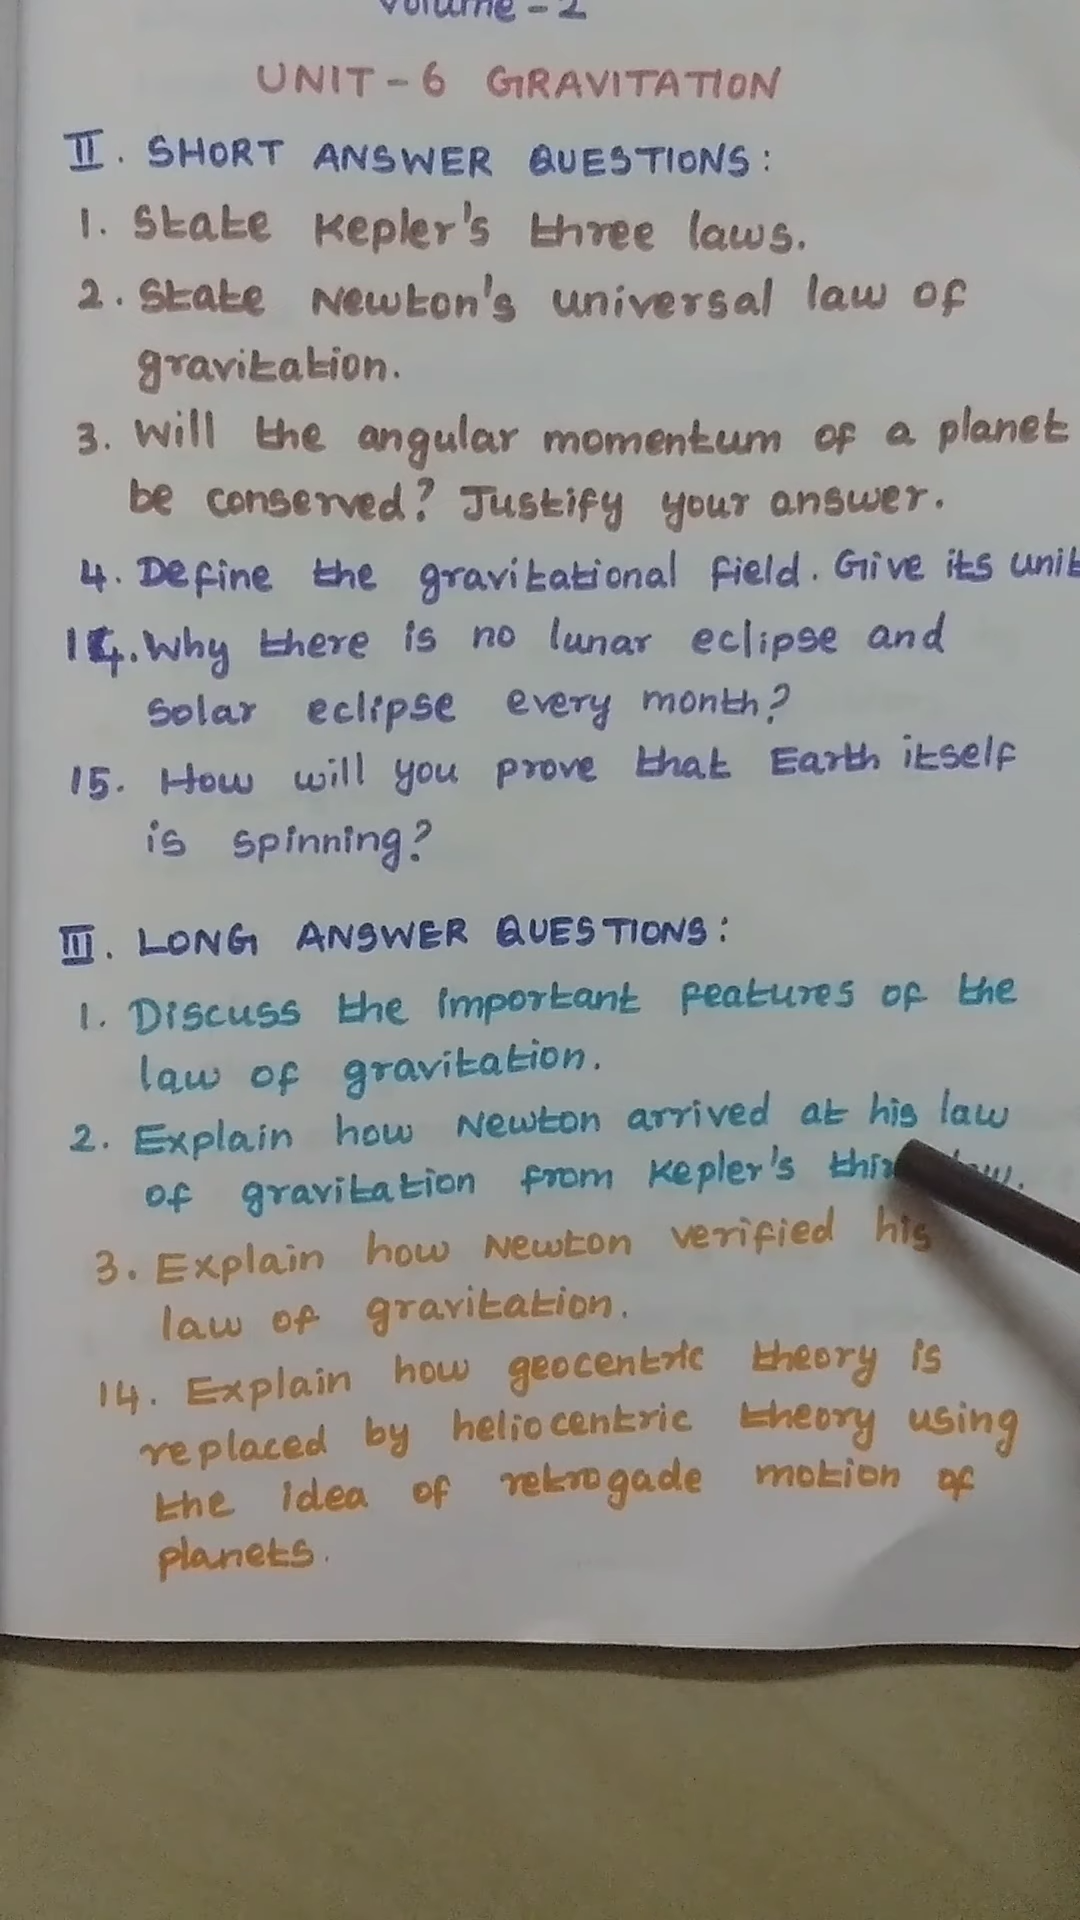 Volume - 2
UNIT - 6 GRAVITATION
II. SHORT ANSWER QUESTIONS:
1. State Kepler's three laws.
2. State Newton's universal law of
gravitation.
3. Will the angular momentum of a planet
be conserved? Justify your answer.
4. Define the gravitational field. Give its unit
14. Why there is no lunar eclipse and
solar eclipse every month?
15. How will you prove that Earth itself
is spinning?
III. LONG ANSWER QUESTIONS:
1. Discuss the important features of the
law of gravitation.
2. Explain how Newton arrived at his law
of gravitation from Kepler's
3. Explain how Newton verified his
law of gravitation.
14. Explain how geocentric theory is
replaced by heliocentric theory using
the idea of retrogade motion of
planets.